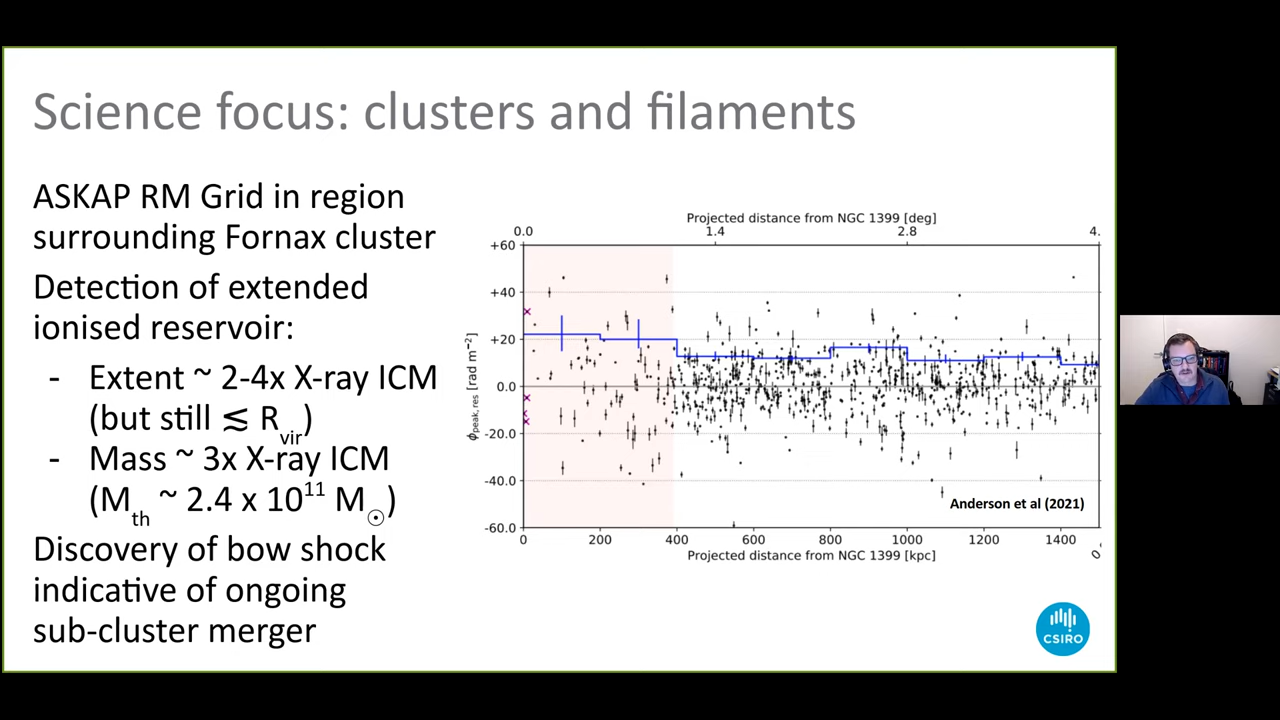 Science focus: clusters and filaments
ASKAP RM Grid in region
surrounding Fornax cluster
Detection of extended
ionised reservoir:
- Extent ~ 2-4x X-ray ICM
(but still ≲ Rvir)
- Mass ~ 3x X-ray ICM
(Mth ~ 2.4 x 10¹¹ M☉)
Discovery of bow shock
indicative of ongoing
sub-cluster merger
Projected distance from NGC 1399 [deg]
0.0 1.4 2.8 4.
+60
+40
+20
0.0
-20.0
-40.0
-60.0
ϕpeak, res [rad m⁻²]
Anderson et al (2021)
0 200 400 600 800 1000 1200 1400
0.
Projected distance from NGC 1399 [kpc]
CSIRO